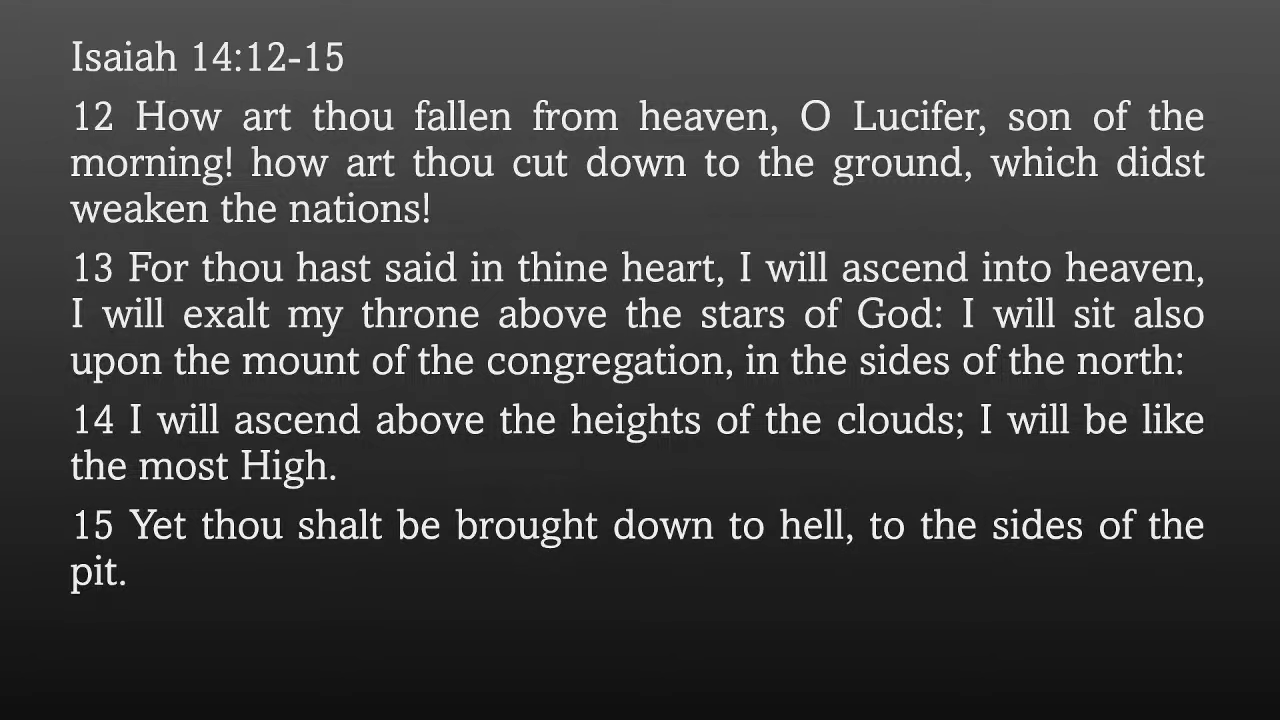 Isaiah 14:12-15
12 How art thou fallen from heaven, O Lucifer, son of the
morning! how art thou cut down to the ground, which didst
weaken the nations!
13 For thou hast said in thine heart, I will ascend into heaven,
I will exalt my throne above the stars of God: I will sit also
upon the mount of the congregation, in the sides of the north:
14 I will ascend above the heights of the clouds; I will be like
the most High.
15 Yet thou shalt be brought down to hell, to the sides of the
pit.